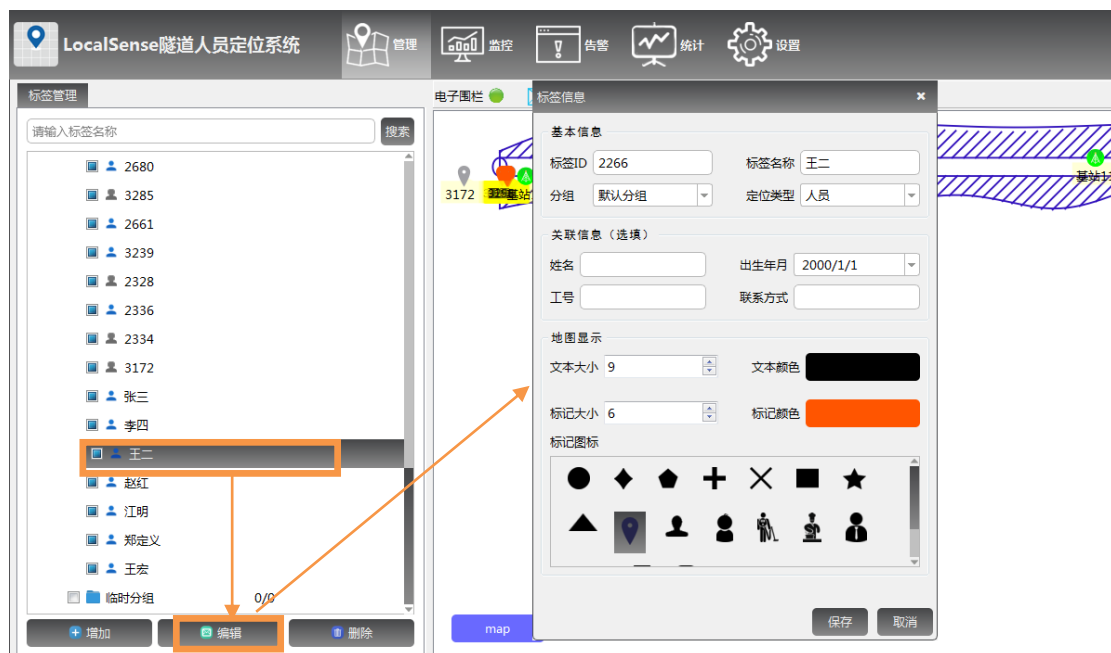 LocalSense隧道人员定位系统
管理
监控
告警
统计
设置
标签管理
请输入标签名称
搜索
2680
3285
2661
3239
2328
2336
2334
3172
张三
李四
王二
赵红
江明
郑定义
王宏
临时分组 0/0
增加
编辑
删除
电子围栏
3172
基站
基站1
map
标签信息
基本信息
标签ID 2266
标签名称 王二
分组 默认分组
定位类型 人员
关联信息（选填）
姓名
出生年月 2000/1/1
工号
联系方式
地图显示
文本大小 9
文本颜色
标记大小 6
标记颜色
标记图标
保存
取消